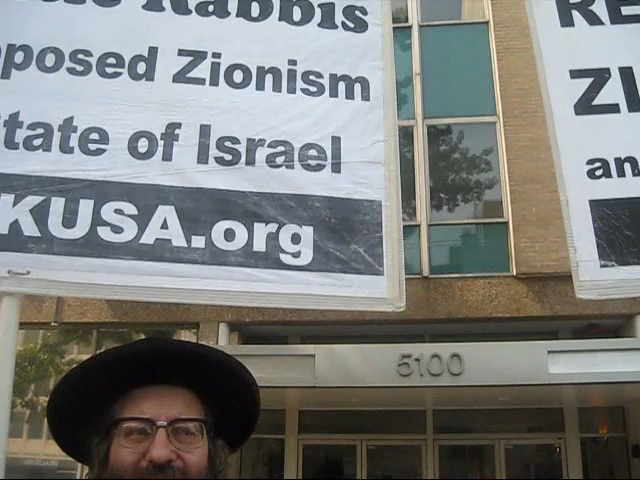 Rabbis
posed Zionism
tate of Israel
KUSA.org
RE
ZI
an
5100